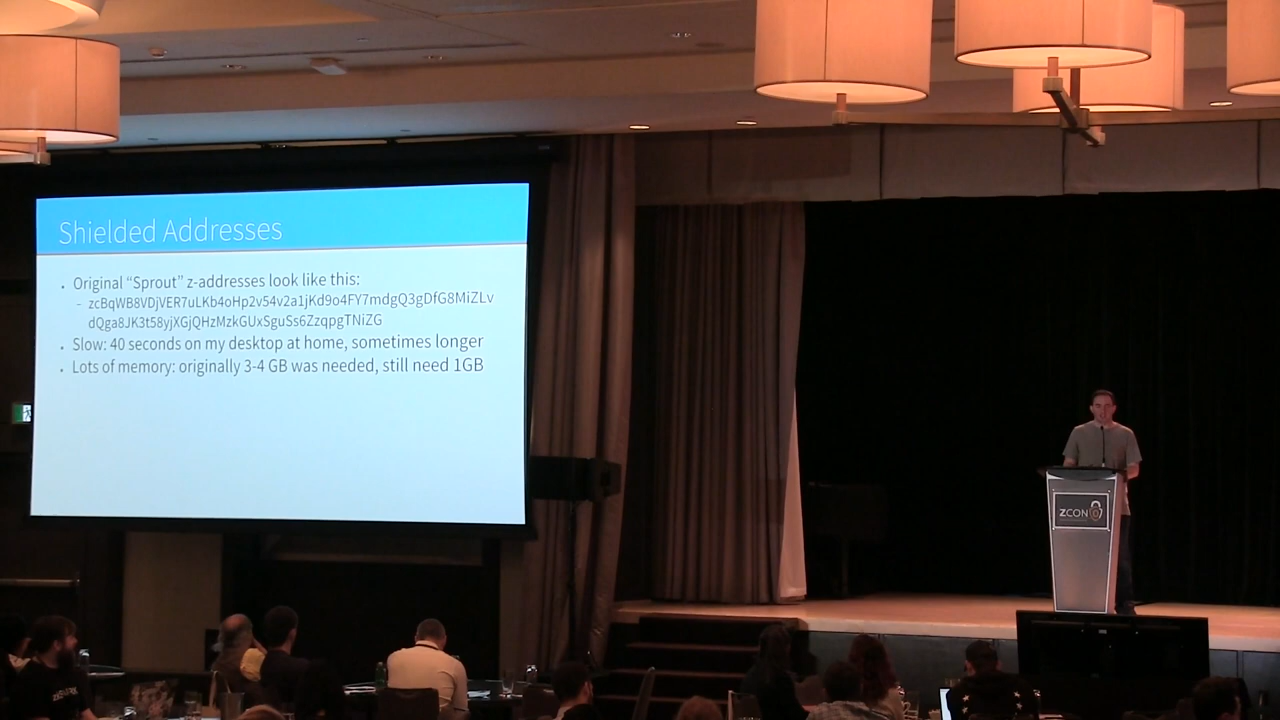 Shielded Addresses
• Original “Sprout” z-addresses look like this:
– zcBqWB8VDjVER7uLKb4oHp2v54v2a1jKd9o4FY7mdgQ3gDfG8MiZLv
dQga8JK3t58yjXGjQHzMzkGUxSguSs6ZzqpgTNiZG
• Slow: 40 seconds on my desktop at home, sometimes longer
• Lots of memory: originally 3-4 GB was needed, still need 1GB
ZCON0